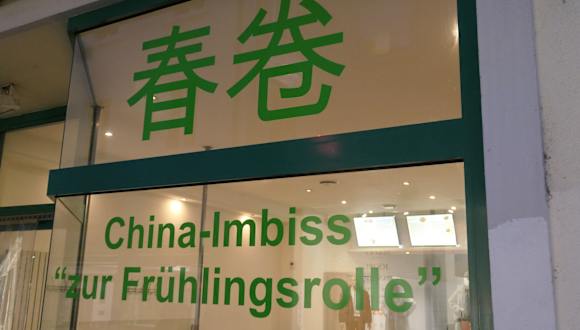 春卷
China-Imbiss
“zur Frühlingsrolle”